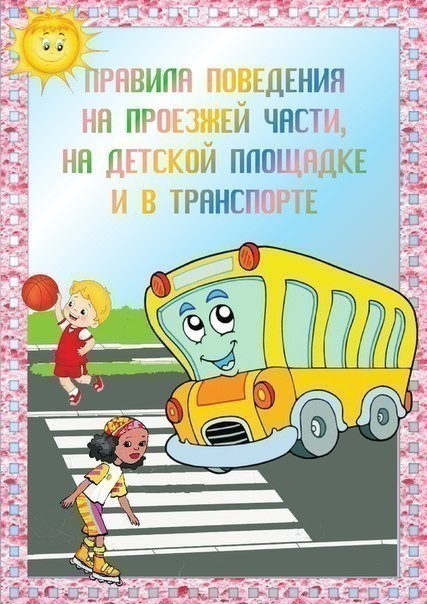 ПРАВИЛА ПОВЕДЕНИЯ
НА ПРОЕЗЖЕЙ ЧАСТИ,
НА ДЕТСКОЙ ПЛОЩАДКЕ
И В ТРАНСПОРТЕ